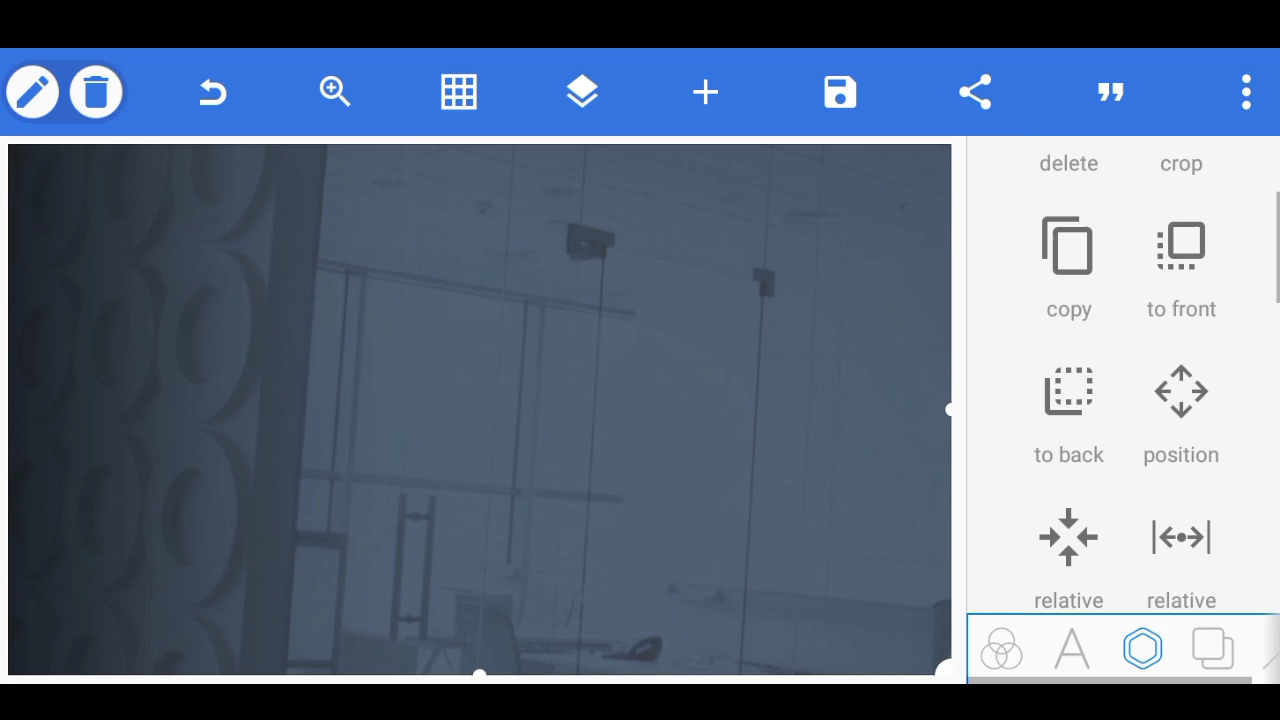 delete crop
copy to front
to back position
relative relative